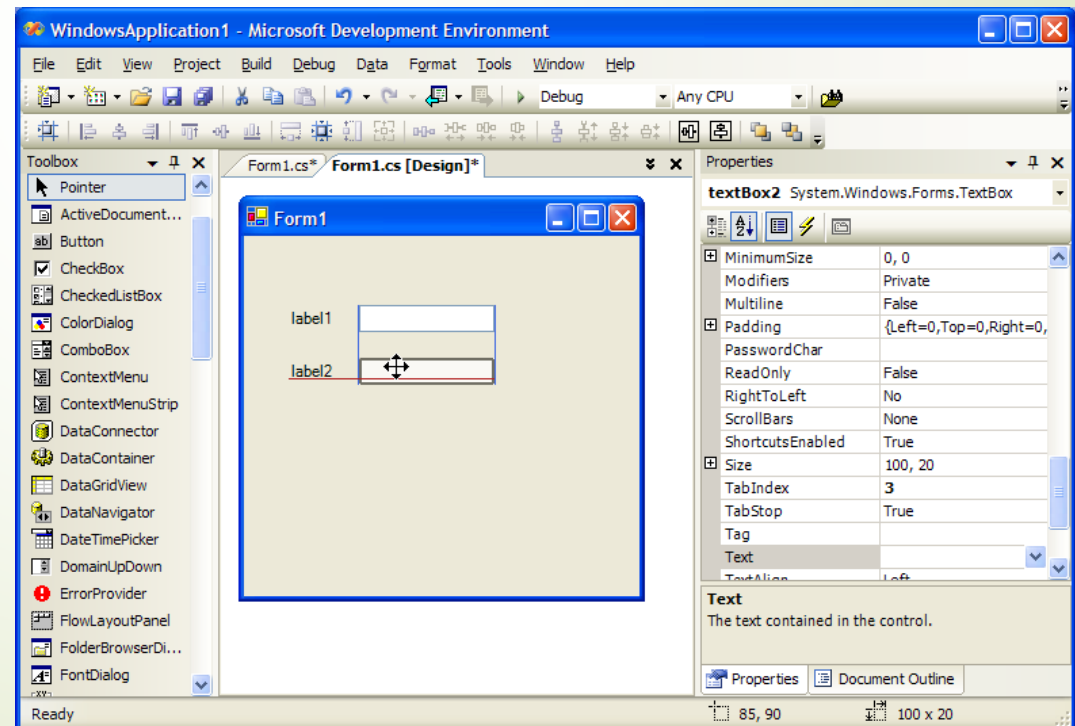 WindowsApplication1 - Microsoft Development Environment
File Edit View Project Build Debug Data Format Tools Window Help
Debug Any CPU
Toolbox
Pointer
ActiveDocument...
Button
CheckBox
CheckedListBox
ColorDialog
ComboBox
ContextMenu
ContextMenuStrip
DataConnector
DataContainer
DataGridView
DataNavigator
DateTimePicker
DomainUpDown
ErrorProvider
FlowLayoutPanel
FolderBrowserDi...
FontDialog
Form1.cs* Form1.cs [Design]*
Form1
label1
label2
Properties
textBox2 System.Windows.Forms.TextBox
MinimumSize 0, 0
Modifiers Private
Multiline False
Padding {Left=0,Top=0,Right=0,
PasswordChar
ReadOnly False
RightToLeft No
ScrollBars None
ShortcutsEnabled True
Size 100, 20
TabIndex 3
TabStop True
Tag
Text
TextAlign Left
Text
The text contained in the control.
Properties Document Outline
Ready 85, 90 100 x 20